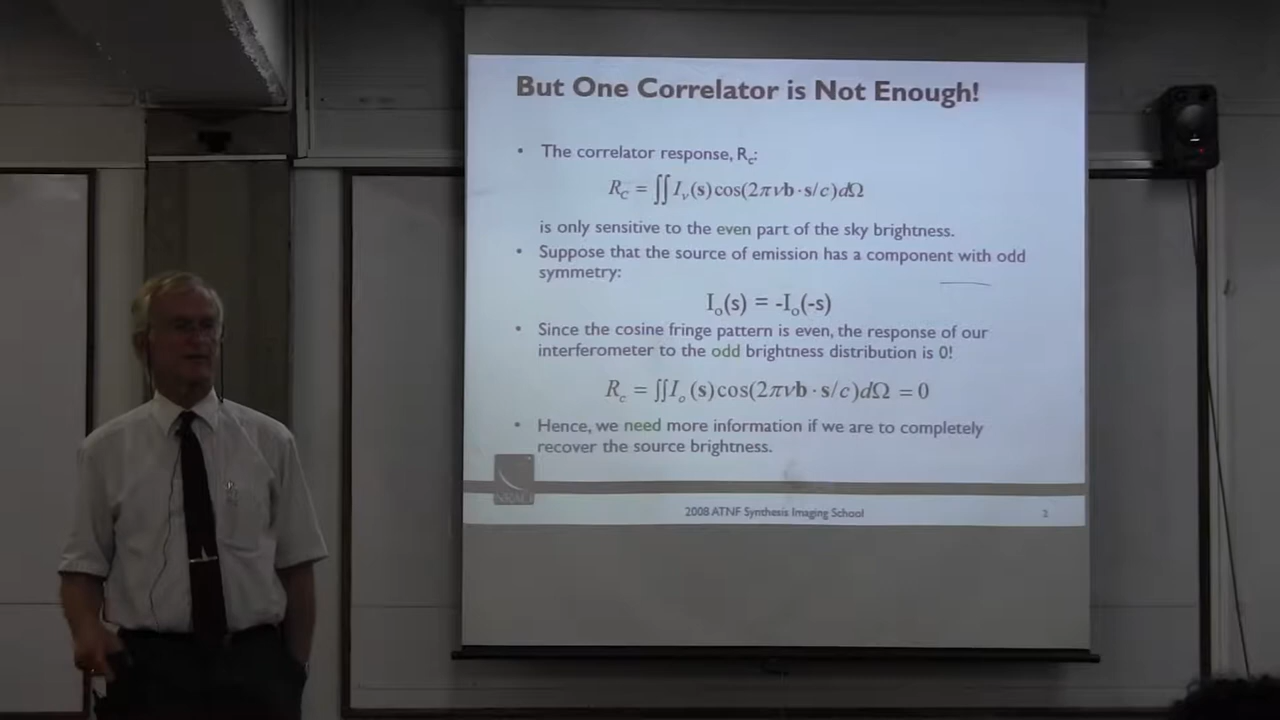 But One Correlator is Not Enough!
• The correlator response, R_c:
R_C = ∬ I_ν(s)cos(2πνb·s/c)dΩ
is only sensitive to the even part of the sky brightness.
• Suppose that the source of emission has a component with odd
symmetry:
I_o(s) = -I_o(-s)
• Since the cosine fringe pattern is even, the response of our
interferometer to the odd brightness distribution is 0!
R_c = ∬I_o(s)cos(2πνb·s/c)dΩ = 0
• Hence, we need more information if we are to completely
recover the source brightness.
NRAO
2008 ATNF Synthesis Imaging School
2